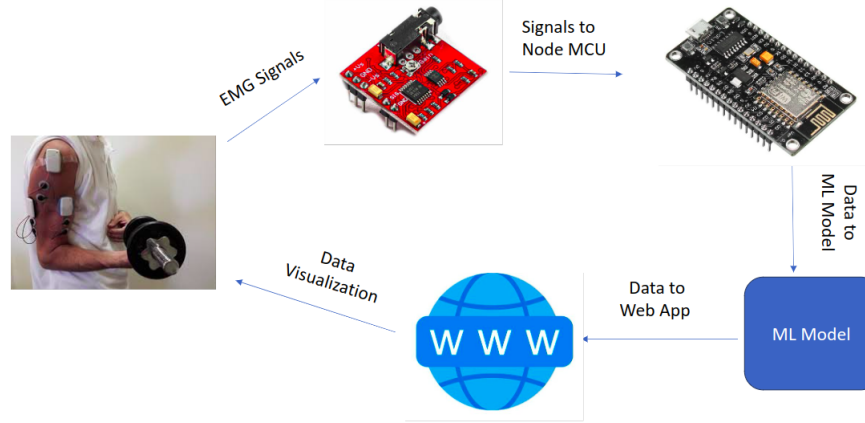 EMG Signals
Signals to
Node MCU
Data to
ML Model
ML Model
Data to
Web App
W W W
Data
Visualization